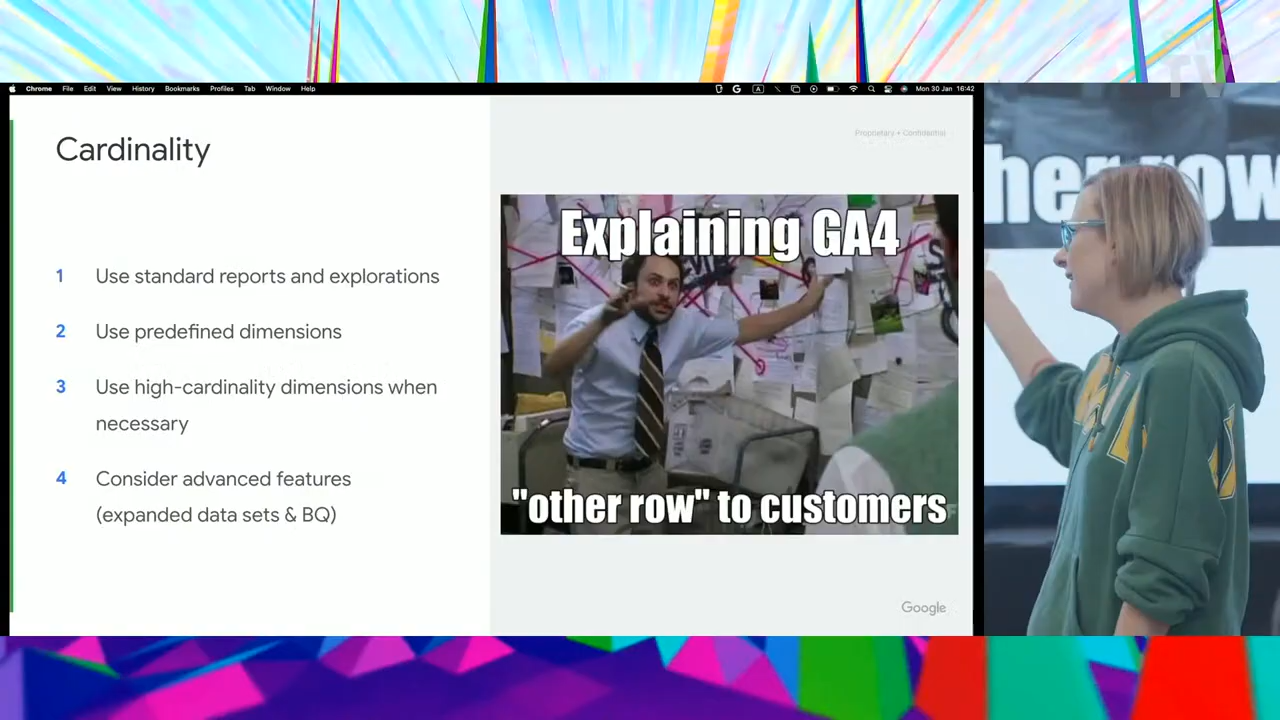 TV
Chrome File Edit View History Bookmarks Profiles Tab Window Help
Mon 30 Jan 16:42
Cardinality
Proprietary + Confidential
1 Use standard reports and explorations
2 Use predefined dimensions
3 Use high-cardinality dimensions when
necessary
4 Consider advanced features
(expanded data sets & BQ)
Explaining GA4
"other row" to customers
Google
her row